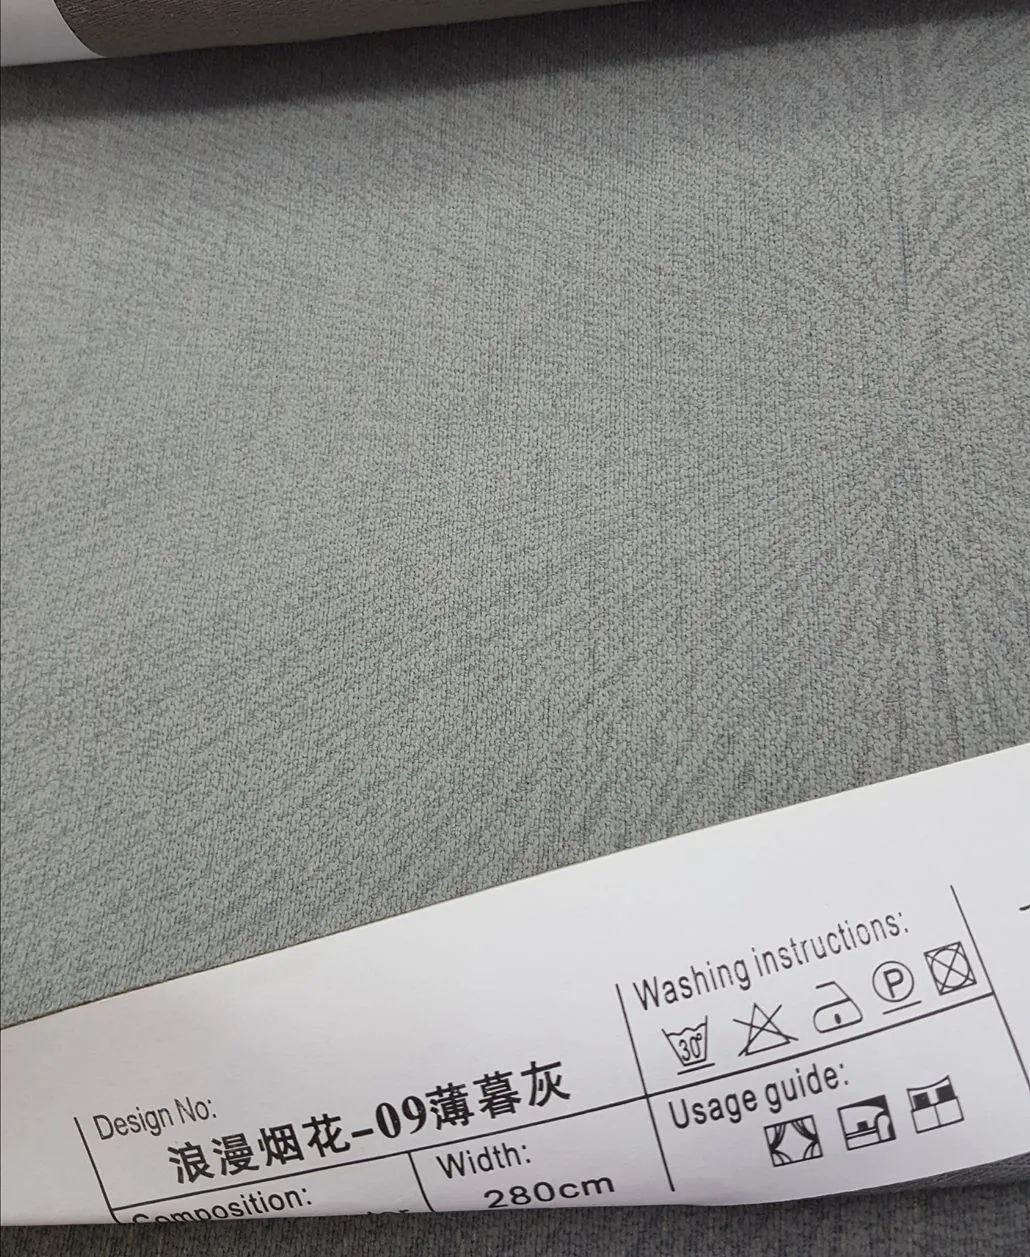 Design No:
浪漫烟花-09薄暮灰
Composition:
Width:
280cm
Washing instructions:
30°
P
Usage guide: